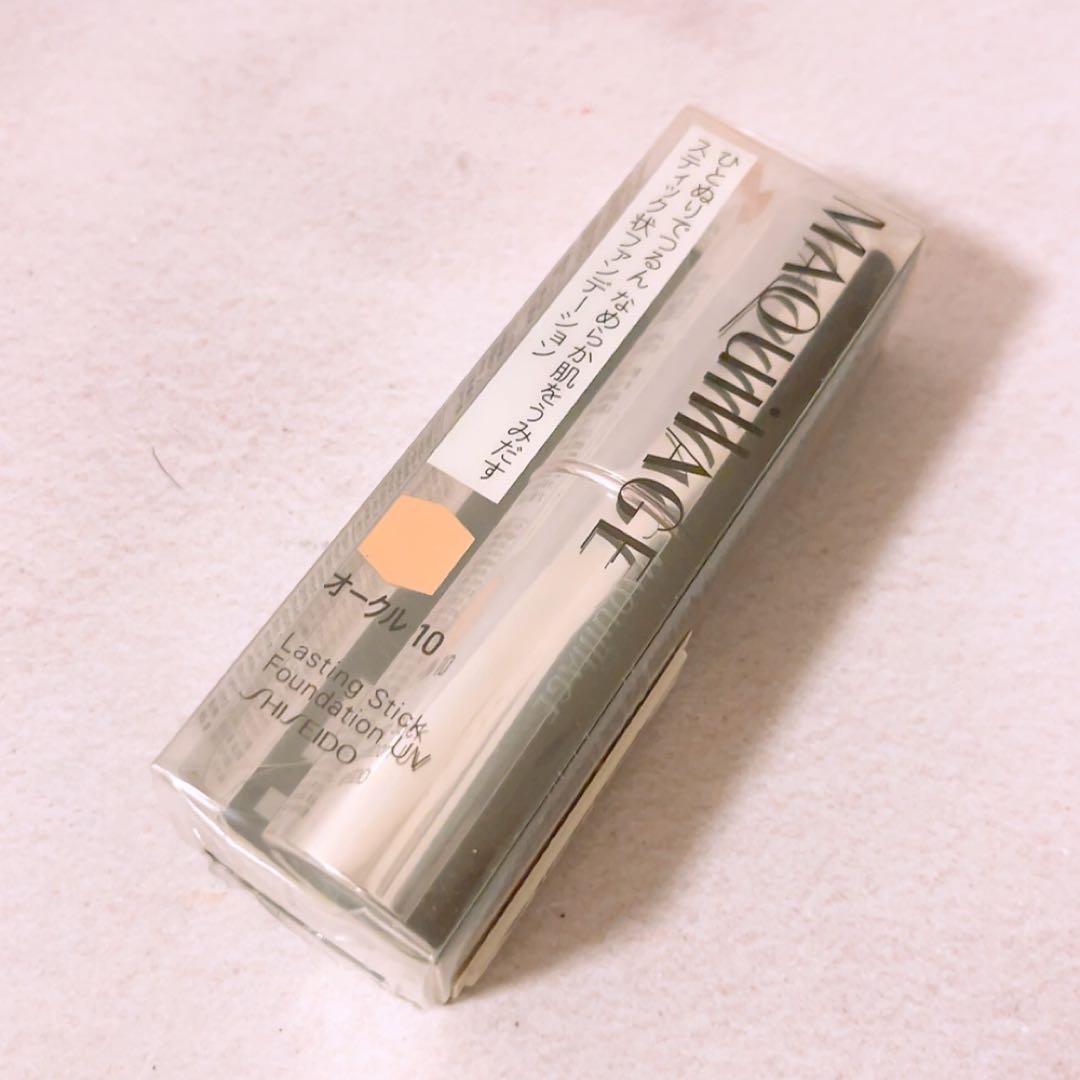 MAQuillAGE
ひとぬりでつるん なめらか肌をうみだす
スティック状ファンデーション
オークル 10
Lasting Stick
Foundation UV
SHISEIDO